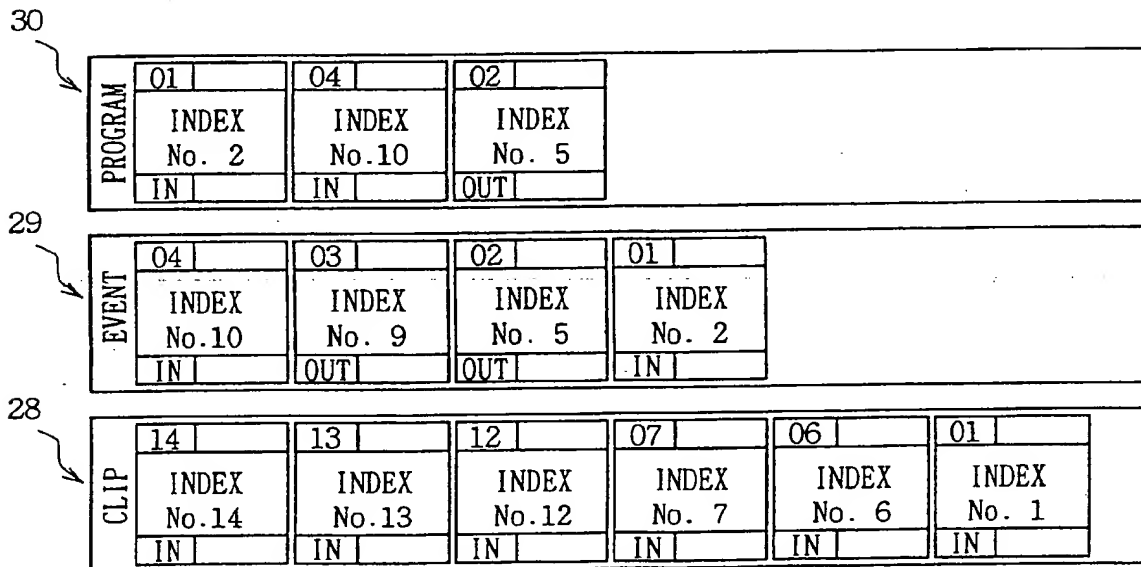 30
PROGRAM
01 04 02
INDEX INDEX INDEX
No. 2 No.10 No. 5
IN IN OUT
29
EVENT
04 03 02 01
INDEX INDEX INDEX INDEX
No.10 No. 9 No. 5 No. 2
IN OUT OUT IN
28
CLIP
14 13 12 07 06 01
INDEX INDEX INDEX INDEX INDEX INDEX
No.14 No.13 No.12 No. 7 No. 6 No. 1
IN IN IN IN IN IN